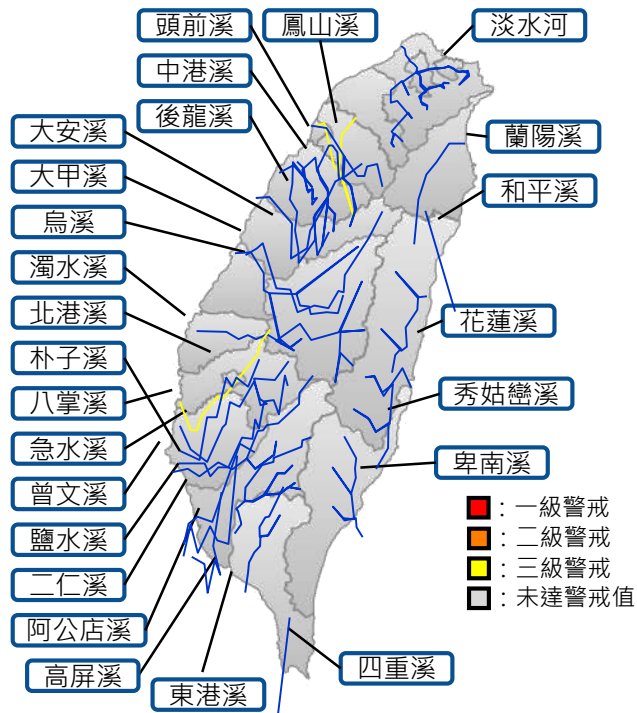 頭前溪
鳳山溪
淡水河
中港溪
後龍溪
大安溪
蘭陽溪
大甲溪
和平溪
烏溪
濁水溪
北港溪
花蓮溪
朴子溪
八掌溪
秀姑巒溪
急水溪
卑南溪
曾文溪
鹽水溪
二仁溪
阿公店溪
高屏溪
東港溪
四重溪
：一級警戒
：二級警戒
：三級警戒
：未達警戒值